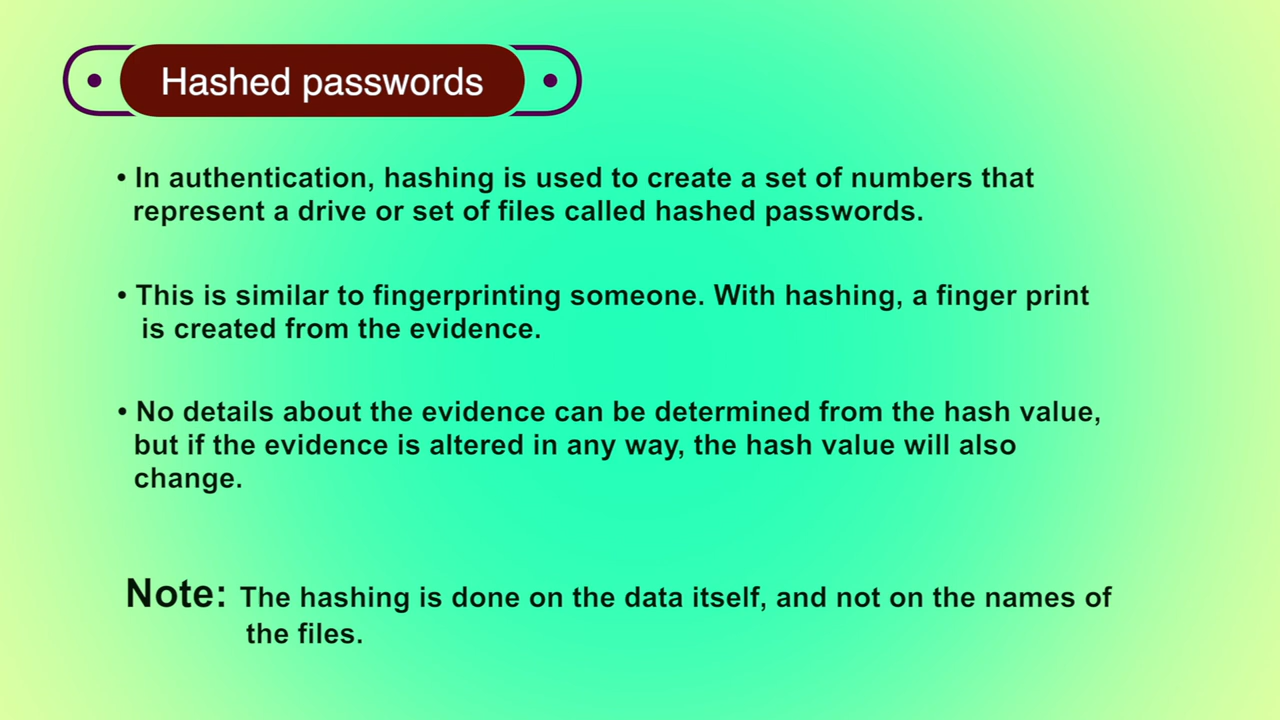 Hashed passwords
• In authentication, hashing is used to create a set of numbers that
represent a drive or set of files called hashed passwords.
• This is similar to fingerprinting someone. With hashing, a finger print
is created from the evidence.
• No details about the evidence can be determined from the hash value,
but if the evidence is altered in any way, the hash value will also
change.
Note: The hashing is done on the data itself, and not on the names of
the files.